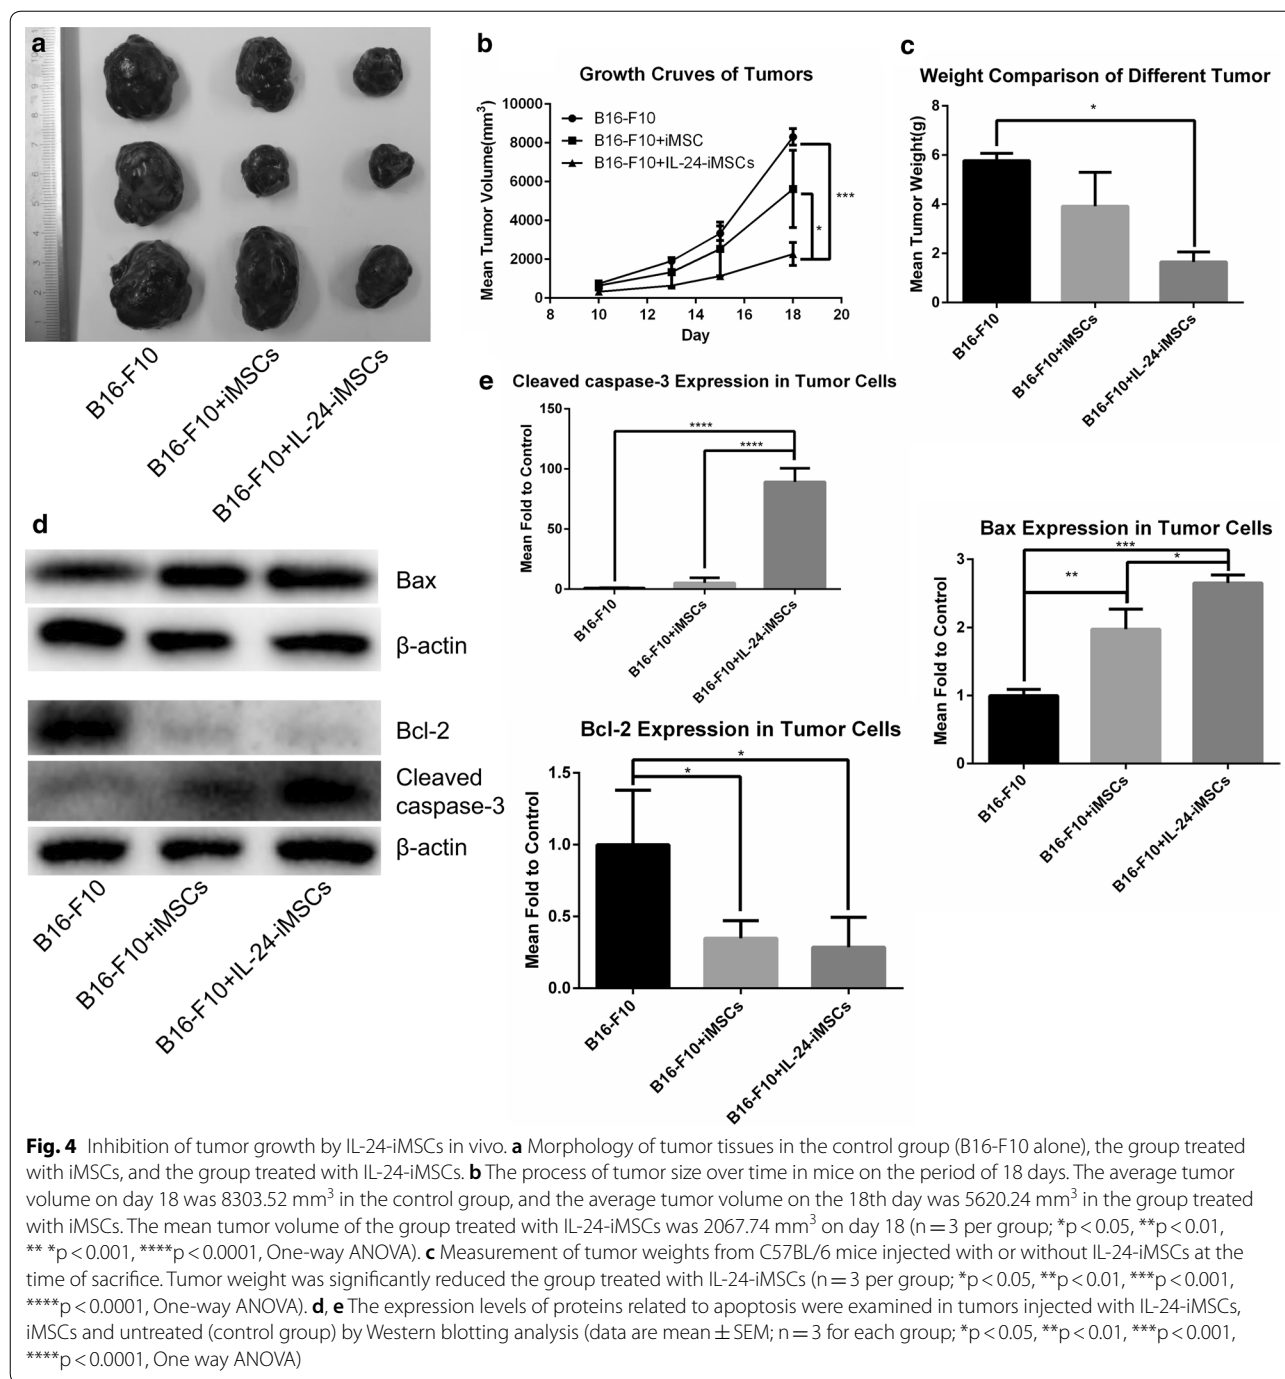 a
B16-F10
B16-F10+iMSCs
B16-F10+IL-24-iMSCs
b
Growth Cruves of Tumors
Mean Tumor Volume(mm³)
10000
8000
6000
4000
2000
0
B16-F10
B16-F10+iMSC
B16-F10+IL-24-iMSCs
***
*
8 10 12 14 16 18 20
Day
c
Weight Comparison of Different Tumor
Mean Tumor Weight(g)
8
6
4
2
0
*
B16-F10
B16-F10+iMSCs
B16-F10+IL-24-iMSCs
d
Bax
β-actin
Bcl-2
Cleaved
caspase-3
β-actin
B16-F10
B16-F10+iMSCs
B16-F10+IL-24-iMSCs
e
Cleaved caspase-3 Expression in Tumor Cells
Mean Fold to Control
150
100
50
0
****
****
B16-F10
B16-F10+iMSCs
B16-F10+IL-24-iMSCs
Bax Expression in Tumor Cells
Mean Fold to Control
3
2
1
0
***
*
**
B16-F10
B16-F10+iMSCs
B16-F10+IL-24-iMSCs
Bcl-2 Expression in Tumor Cells
Mean Fold to Control
1.5
1.0
0.5
0.0
*
*
B16-F10
B16-F10+iMSCs
B16-F10+IL-24-iMSCs
Fig. 4 Inhibition of tumor growth by IL-24-iMSCs in vivo. a Morphology of tumor tissues in the control group (B16-F10 alone), the group treated
with iMSCs, and the group treated with IL-24-iMSCs. b The process of tumor size over time in mice on the period of 18 days. The average tumor
volume on day 18 was 8303.52 mm³ in the control group, and the average tumor volume on the 18th day was 5620.24 mm³ in the group treated
with iMSCs. The mean tumor volume of the group treated with IL-24-iMSCs was 2067.74 mm³ on day 18 (n = 3 per group; *p < 0.05, **p < 0.01,
** *p < 0.001, ****p < 0.0001, One-way ANOVA). c Measurement of tumor weights from C57BL/6 mice injected with or without IL-24-iMSCs at the
time of sacrifice. Tumor weight was significantly reduced the group treated with IL-24-iMSCs (n = 3 per group; *p < 0.05, **p < 0.01, ***p < 0.001,
****p < 0.0001, One-way ANOVA). d, e The expression levels of proteins related to apoptosis were examined in tumors injected with IL-24-iMSCs,
iMSCs and untreated (control group) by Western blotting analysis (data are mean ± SEM; n = 3 for each group; *p < 0.05, **p < 0.01, ***p < 0.001,
****p < 0.0001, One way ANOVA)